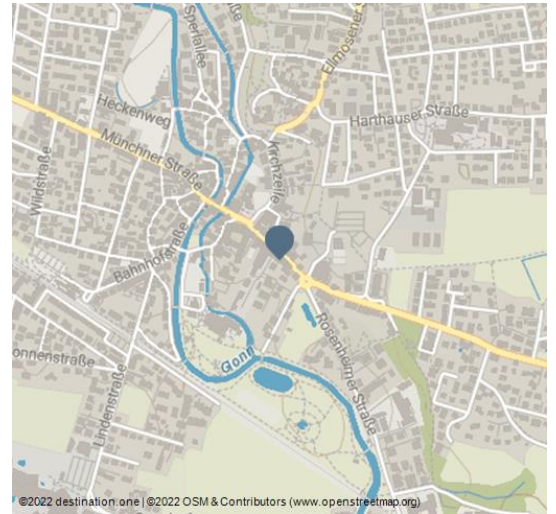 Sperlallee
Ellmosener
Heckenweg
Harthauser Straße
Münchner Straße
Kirchzeile
Wildstraße
Bahnhofstraße
Glonn
Rosenheimer Straße
onnenstraße
Lindenstraße
©2022 destination.one | ©2022 OSM & Contributors (www.openstreetmap.org)